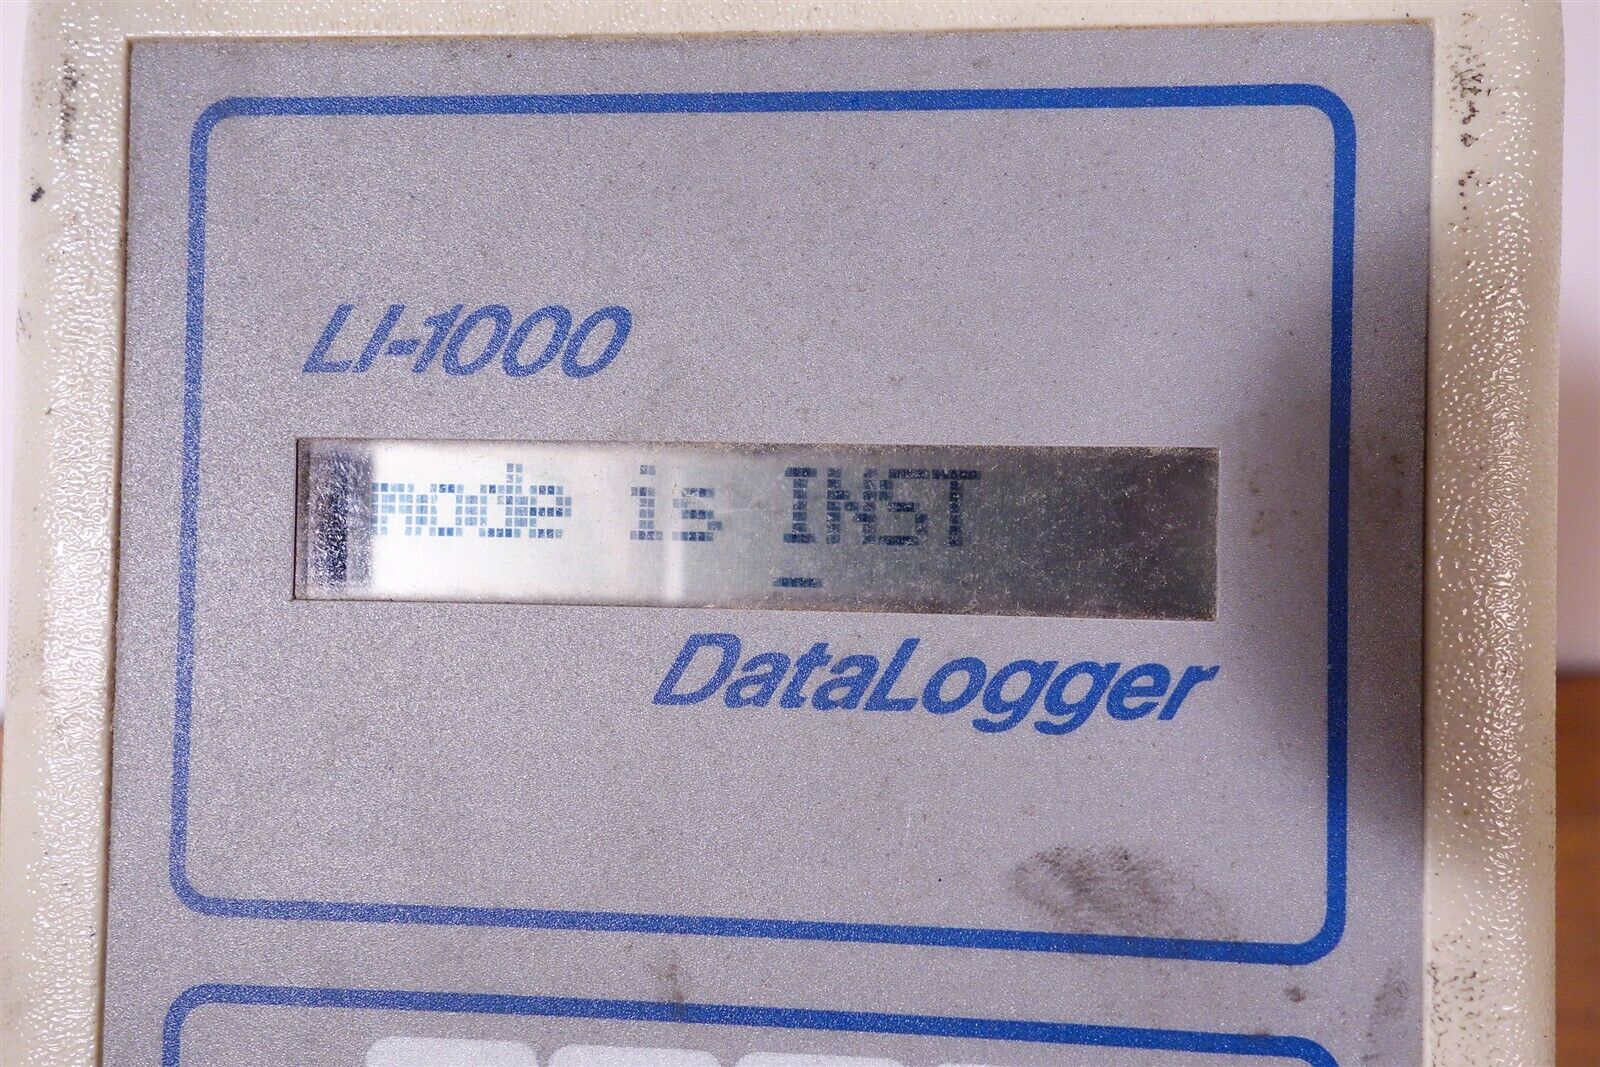 LI-1000
mode is INST
DataLogger